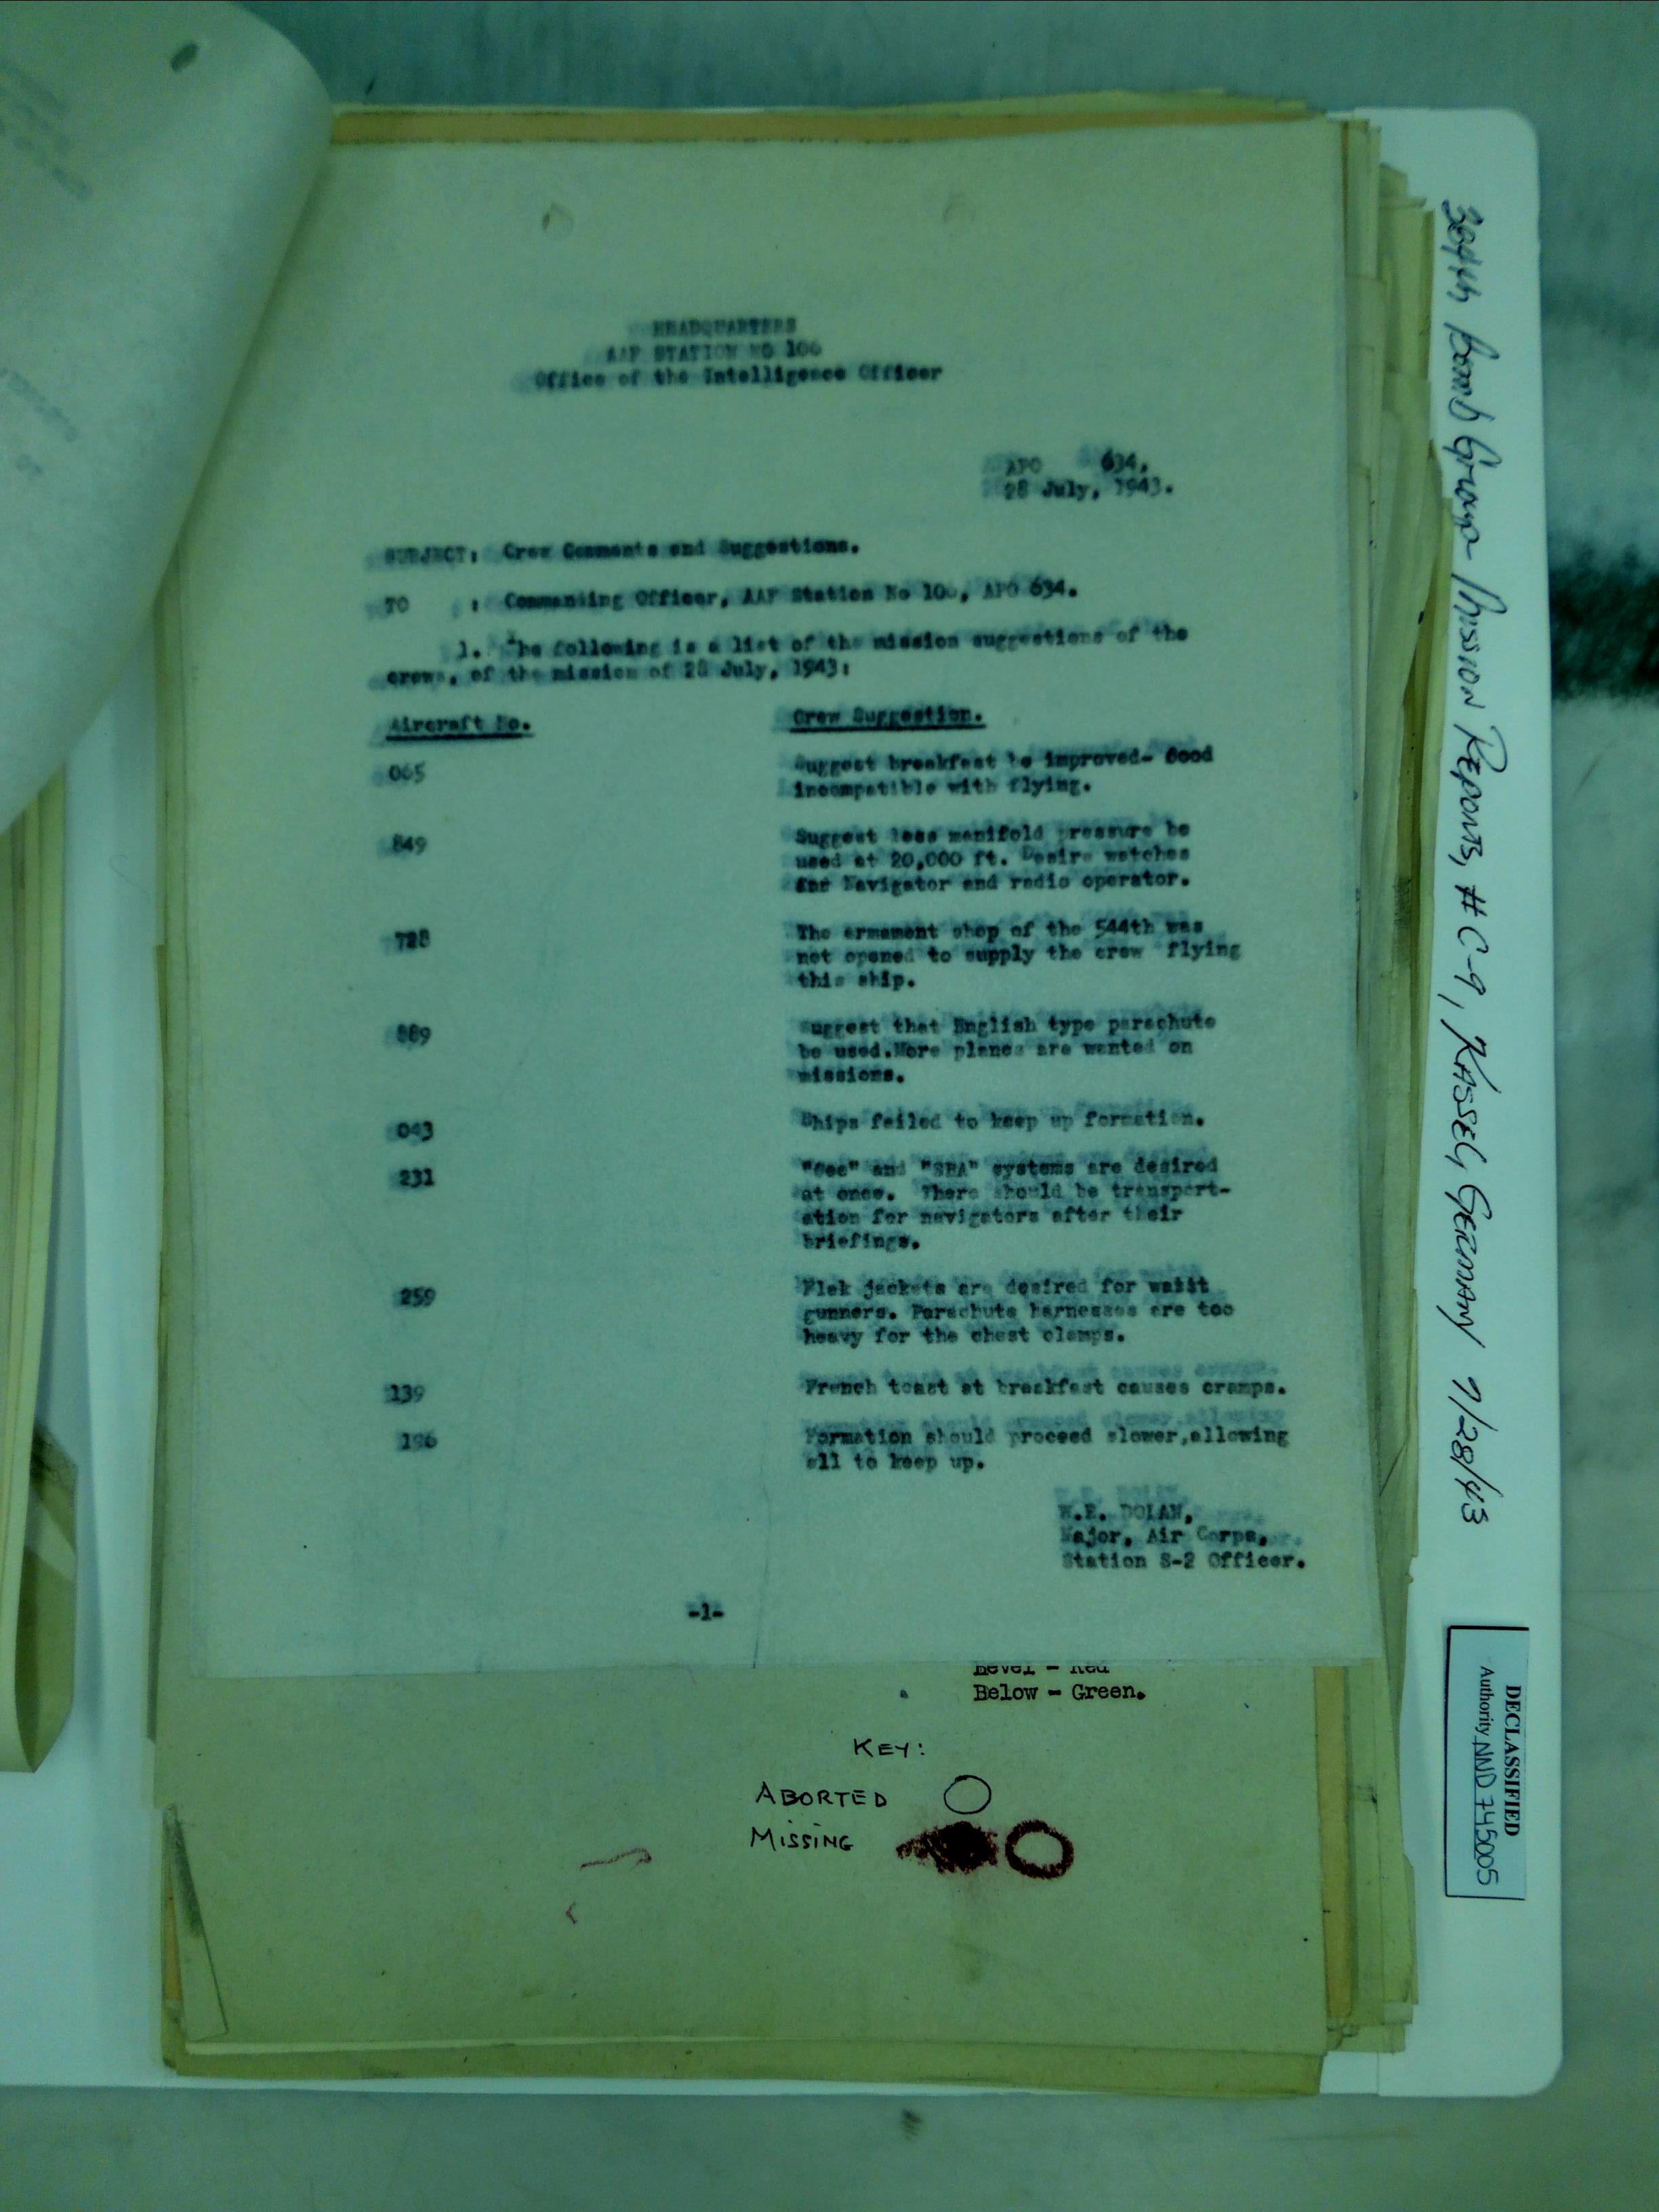 HEADQUARTERS
AAF STATION NO 106
Office of the Intelligence Officer
APO 634,
28 July, 1943.
SUBJECT: Crew Comments and Suggestions.
TO : Commanding Officer, AAF Station No 106, APO 634.
1. The following is a list of the mission suggestions of the
crews, of the mission of 28 July, 1943:
Aircraft No. Crew Suggestion.
065 Suggest breakfast be improved- food
incompatible with flying.
849 Suggest less manifold pressure be
used at 20,000 ft. Desire watches
for Navigator and radio operator.
728 The armament shop of the 544th was
not opened to supply the crew flying
this ship.
889 Suggest that English type parachute
be used.More planes are wanted on
missions.
043 Ships failed to keep up formation.
231 "Gee" and "SBA" systems are desired
at once. There should be transport-
ation for navigators after their
briefings.
259 Flak jackets are desired for waist
gunners. Parachute harnesses are too
heavy for the chest clamps.
139 French toast at breakfast causes cramps.
196 Formation should proceed slower,allowing
all to keep up.
W.E. DOLAN,
Major, Air Corps,
Station S-2 Officer.
-1-
Below - Green.
KEY:
ABORTED
MISSING
384th Bomb Group Mission Reports, #C-9, KASSEL, GERMANY 7/28/43
DECLASSIFIED
Authority NND 745005